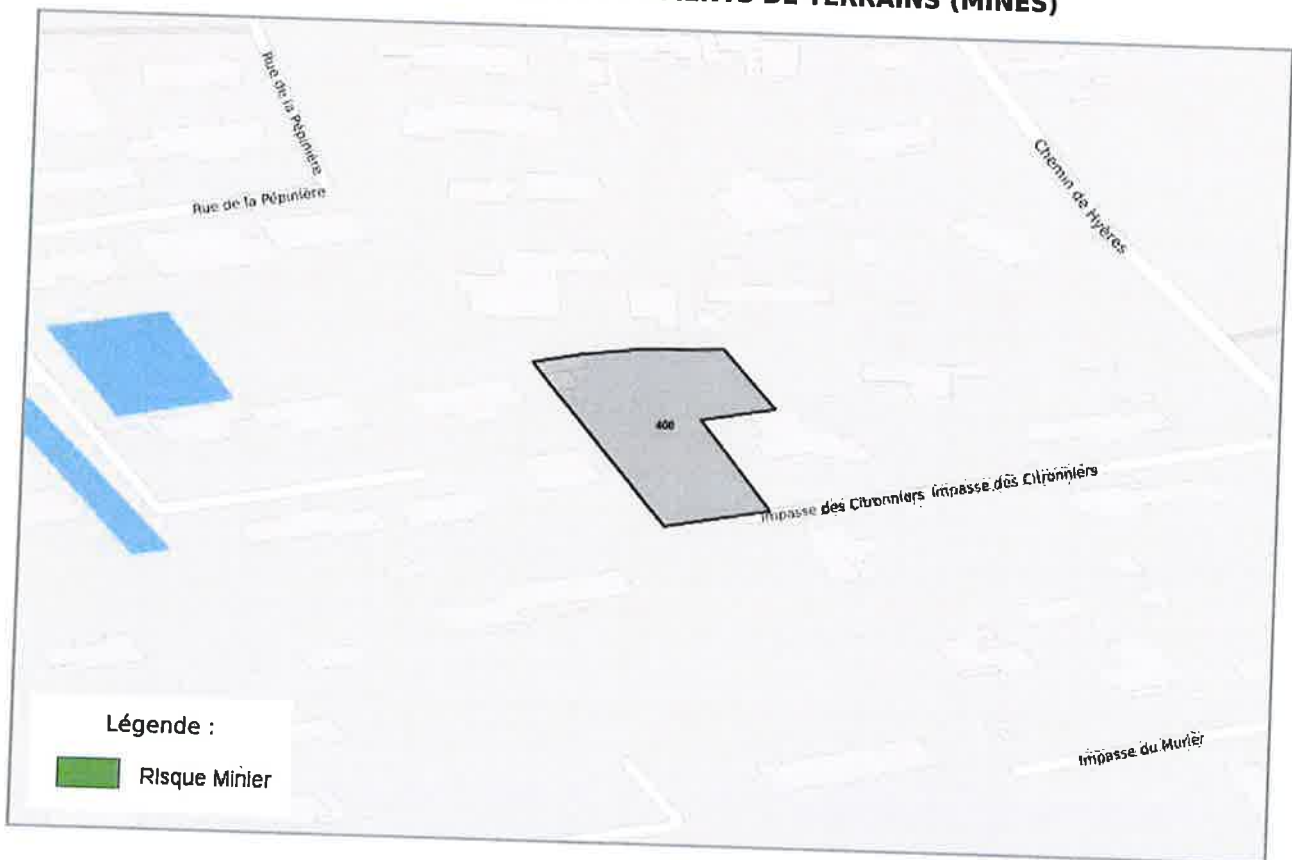 DE TERRAINS (MINES)
Rue de la Pépinière
Rue de la Pépinière
Chemin de Hyères
Impasse des Citronniers Impasse des Citronniers
Impasse du Murier
Légende :
Risque Minier